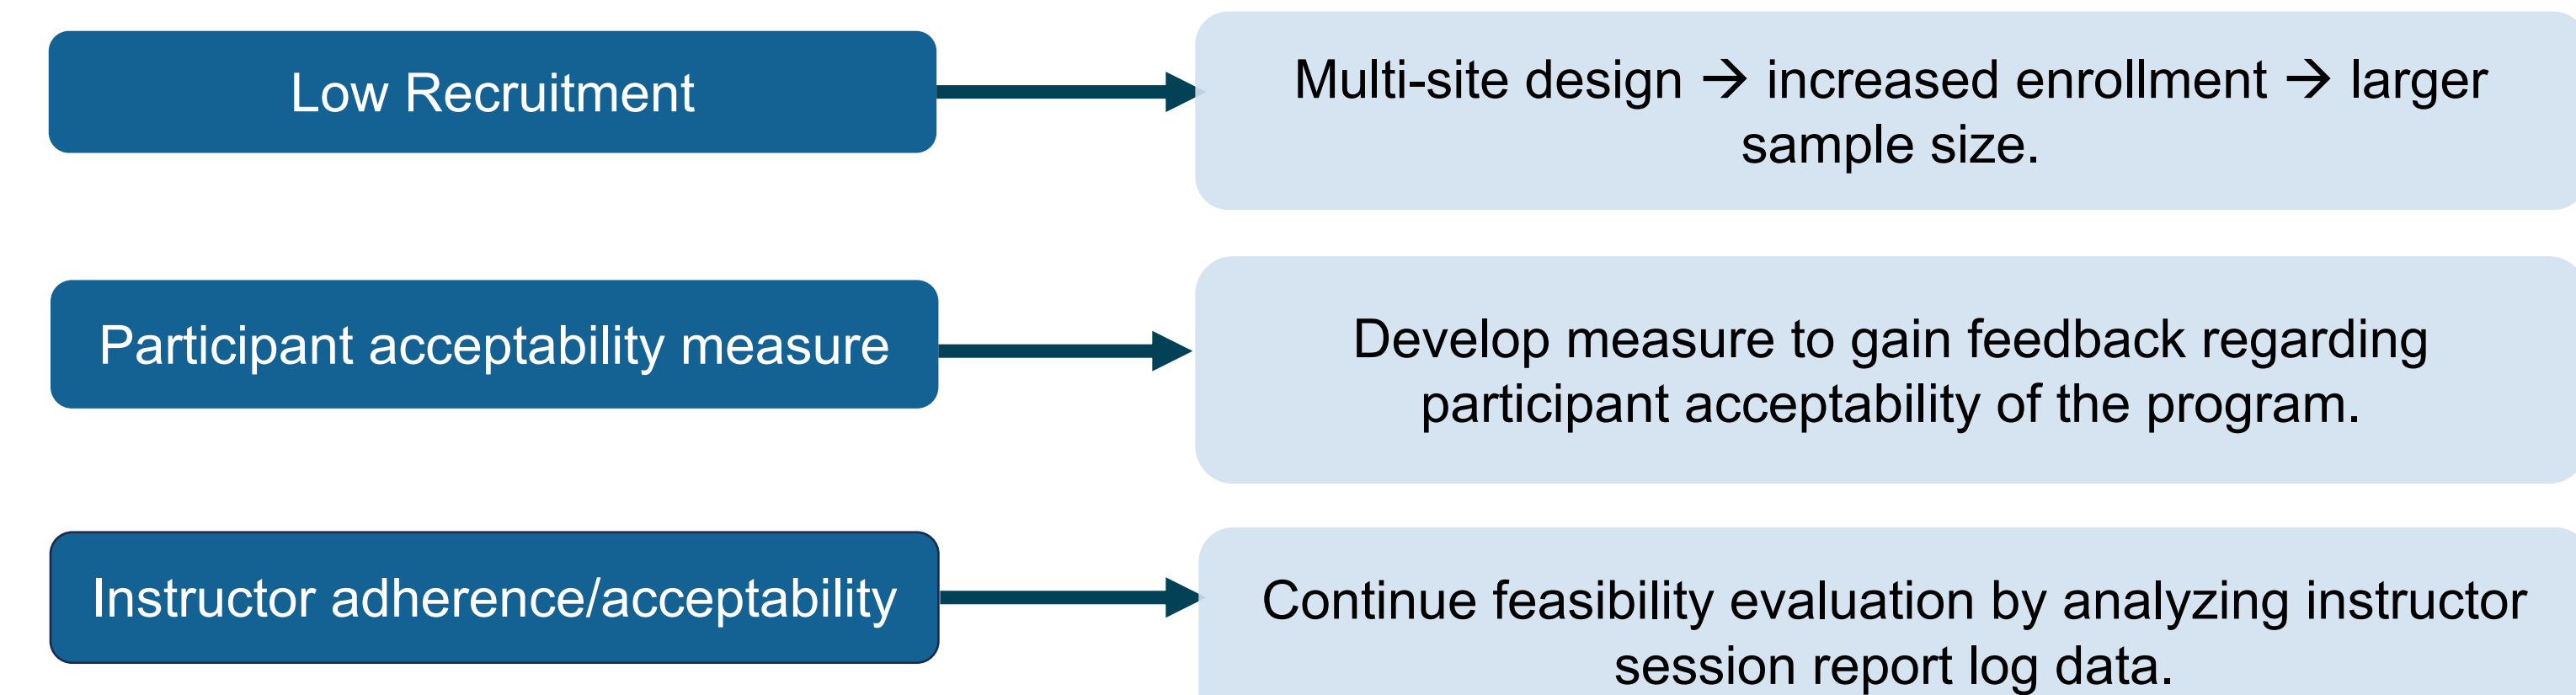 Low Recruitment
Multi-site design → increased enrollment → larger
sample size.
Participant acceptability measure
Develop measure to gain feedback regarding
participant acceptability of the program.
Instructor adherence/acceptability
Continue feasibility evaluation by analyzing instructor
session report log data.